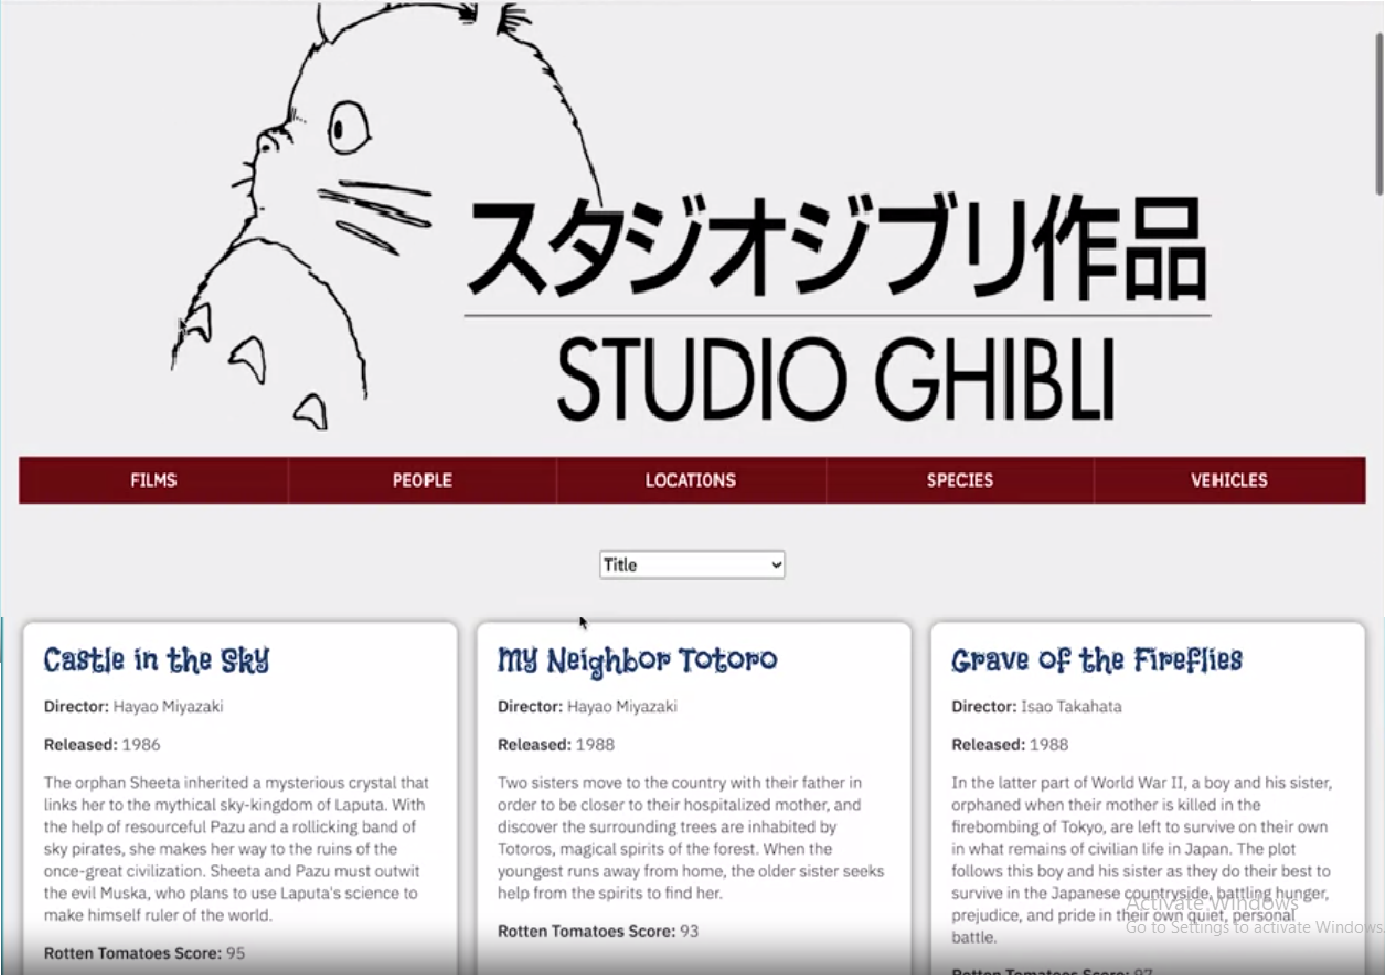 スタジオジブリ作品
STUDIO GHIBLI
FILMS PEOPLE LOCATIONS SPECIES VEHICLES
Title
Castle in the Sky
Director: Hayao Miyazaki
Released: 1986
The orphan Sheeta inherited a mysterious crystal that
links her to the mythical sky-kingdom of Laputa. With
the help of resourceful Pazu and a rollicking band of
sky pirates, she makes her way to the ruins of the
once-great civilization. Sheeta and Pazu must outwit
the evil Muska, who plans to use Laputa's science to
make himself ruler of the world.
Rotten Tomatoes Score: 95
My Neighbor Totoro
Director: Hayao Miyazaki
Released: 1988
Two sisters move to the country with their father in
order to be closer to their hospitalized mother, and
discover the surrounding trees are inhabited by
Totoros, magical spirits of the forest. When the
youngest runs away from home, the older sister seeks
help from the spirits to find her.
Rotten Tomatoes Score: 93
Grave of the Fireflies
Director: Isao Takahata
Released: 1988
In the latter part of World War II, a boy and his sister,
orphaned when their mother is killed in the
firebombing of Tokyo, are left to survive on their own
in what remains of civilian life in Japan. The plot
follows this boy and his sister as they do their best to
survive in the Japanese countryside, battling hunger,
prejudice, and pride in their own quiet, personal
battle.
Rotten Tomatoes Score: 97
Activate Windows
Go to Settings to activate Windows.